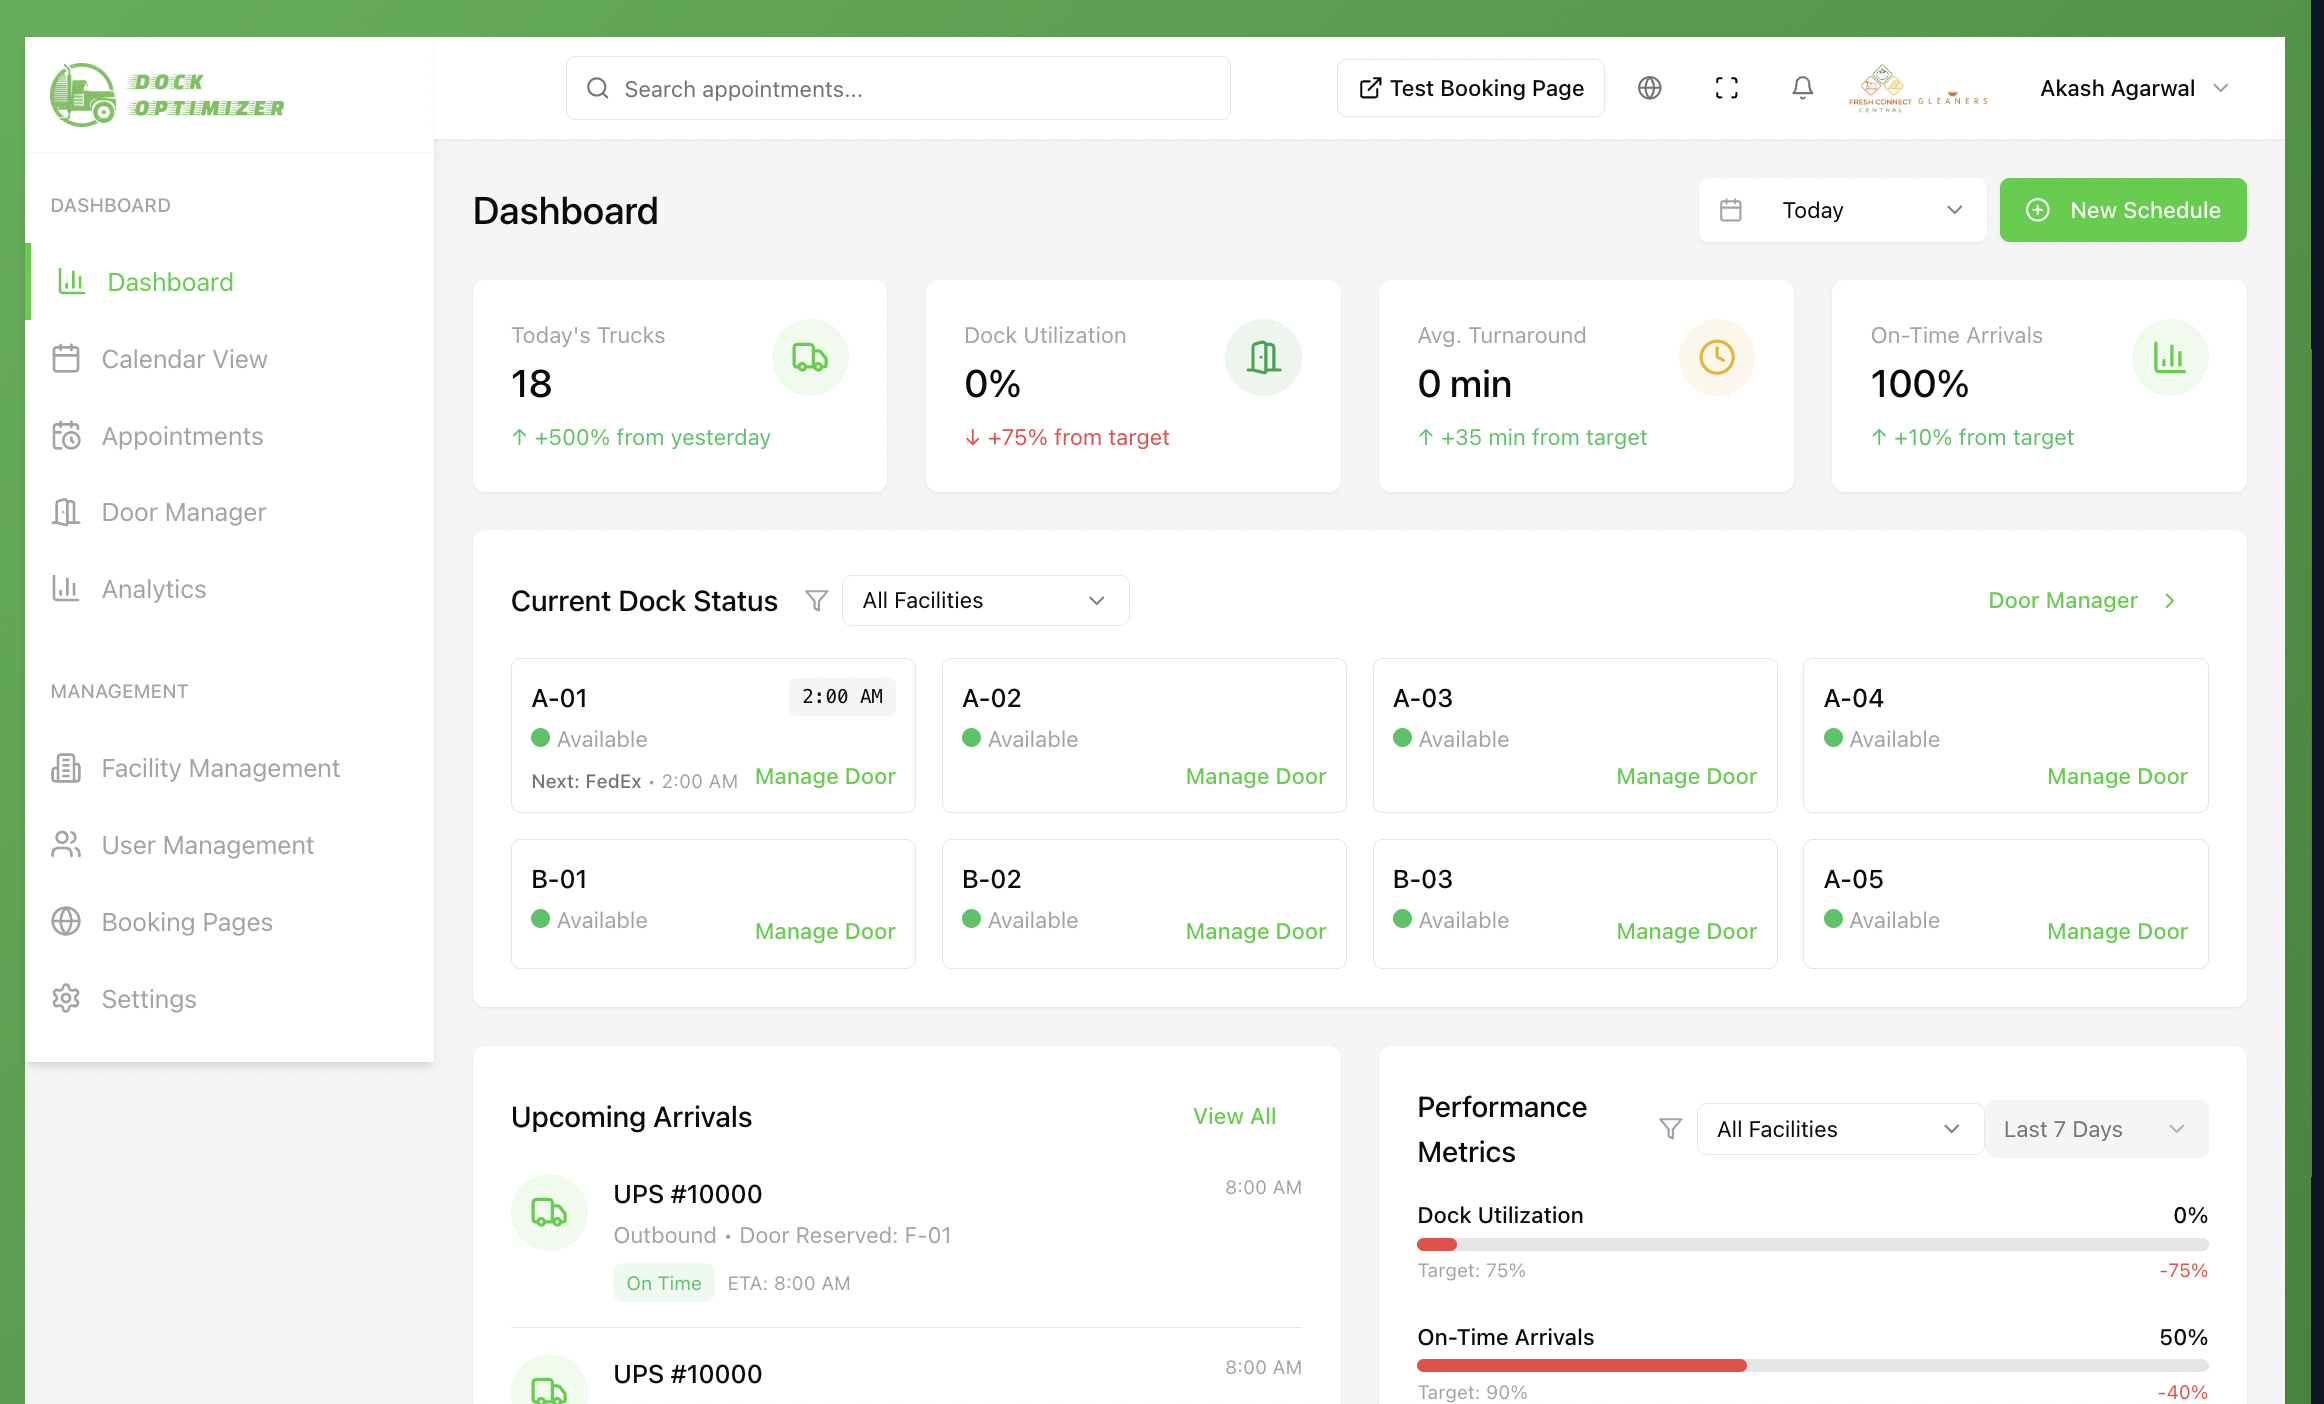 DOCK
OPTIMIZER
Search appointments...
Test Booking Page
FRESH CONNECT
CENTRAL
GLEANERS
Akash Agarwal
DASHBOARD
Dashboard
Calendar View
Appointments
Door Manager
Analytics
MANAGEMENT
Facility Management
User Management
Booking Pages
Settings
Dashboard
Today
New Schedule
Today's Trucks
18
↑ +500% from yesterday
Dock Utilization
0%
↓ +75% from target
Avg. Turnaround
0 min
↑ +35 min from target
On-Time Arrivals
100%
↑ +10% from target
Current Dock Status
All Facilities
Door Manager
A-01
2:00 AM
Available
Next: FedEx • 2:00 AM
Manage Door
A-02
Available
Manage Door
A-03
Available
Manage Door
A-04
Available
Manage Door
B-01
Available
Manage Door
B-02
Available
Manage Door
B-03
Available
Manage Door
A-05
Available
Manage Door
Upcoming Arrivals
View All
UPS #10000
8:00 AM
Outbound • Door Reserved: F-01
On Time
ETA: 8:00 AM
UPS #10000
8:00 AM
Performance
Metrics
All Facilities
Last 7 Days
Dock Utilization
0%
Target: 75%
-75%
On-Time Arrivals
50%
Target: 90%
-40%